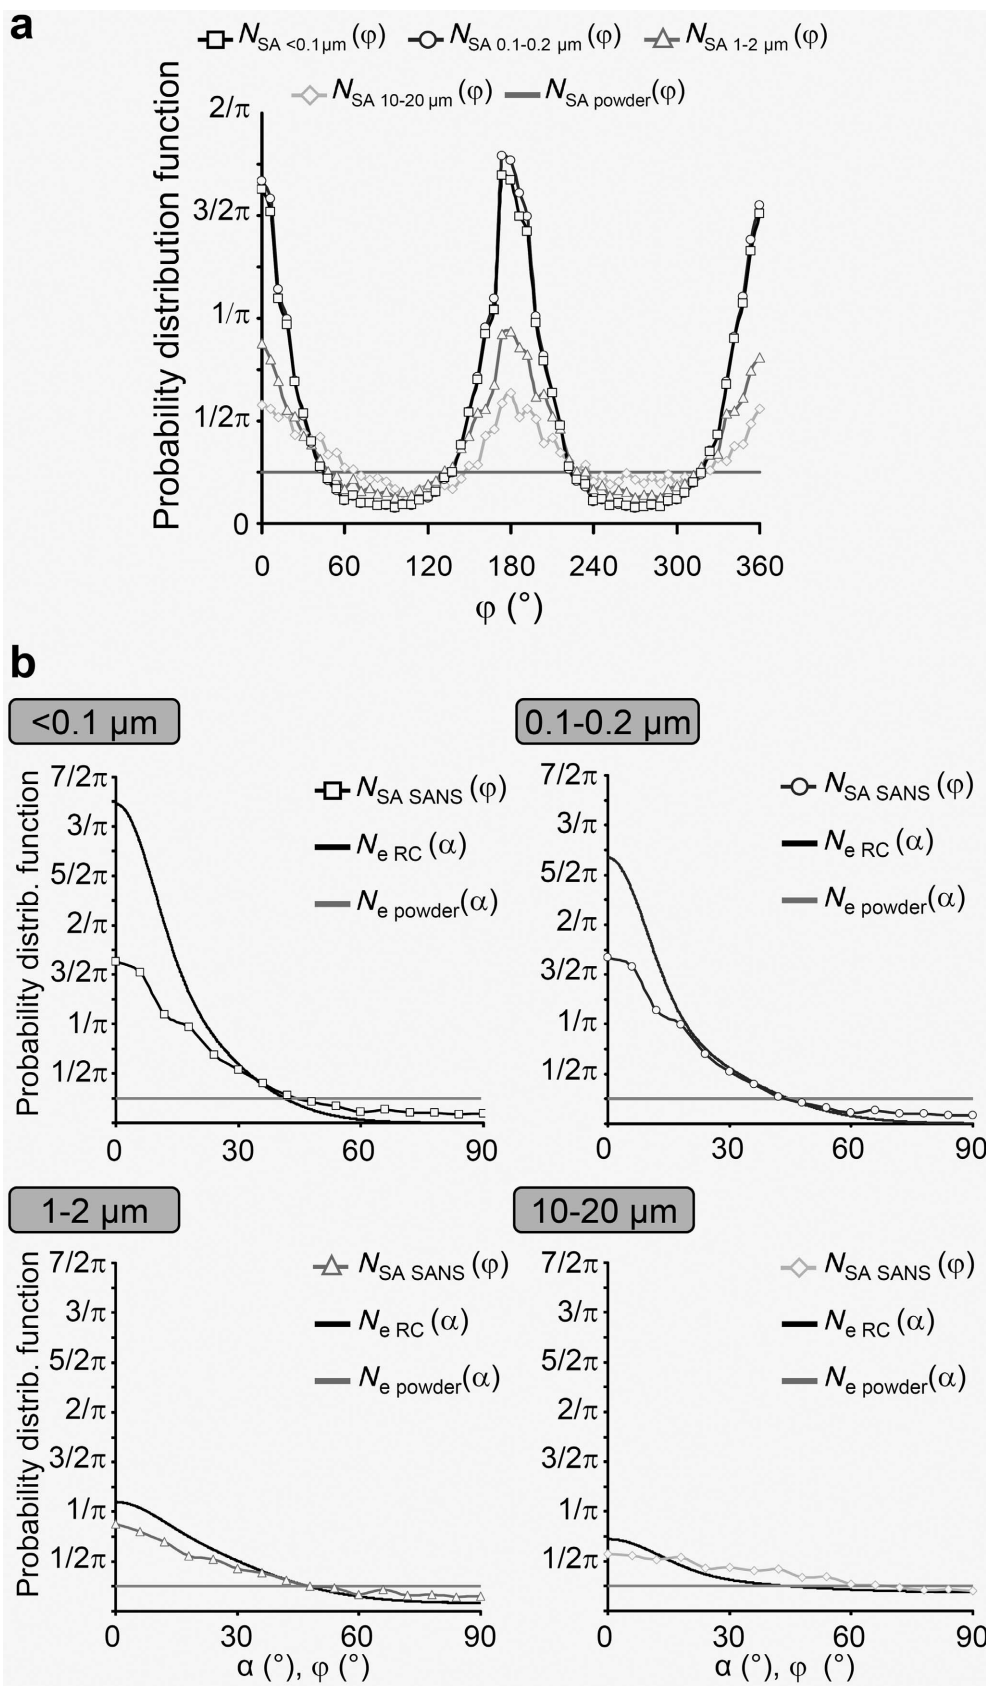 a
N_SA <0.1µm (φ) N_SA 0.1-0.2 µm (φ) N_SA 1-2 µm (φ)
N_SA 10-20 µm (φ) N_SA powder(φ)
Probability distribution function
2/π
3/2π
1/π
1/2π
0
0 60 120 180 240 300 360
φ (°)
b
<0.1 µm
Probability distrib. function
7/2π
3/π
5/2π
2/π
3/2π
1/π
1/2π
N_SA SANS (φ)
N_e RC (α)
N_e powder(α)
0 30 60 90
0.1-0.2 µm
7/2π
3/π
5/2π
2/π
3/2π
1/π
1/2π
N_SA SANS (φ)
N_e RC (α)
N_e powder(α)
0 30 60 90
1-2 µm
Probability distrib. function
7/2π
3/π
5/2π
2/π
3/2π
1/π
1/2π
N_SA SANS (φ)
N_e RC (α)
N_e powder(α)
0 30 60 90
α (°), φ (°)
10-20 µm
7/2π
3/π
5/2π
2/π
3/2π
1/π
1/2π
N_SA SANS (φ)
N_e RC (α)
N_e powder(α)
0 30 60 90
α (°), φ (°)